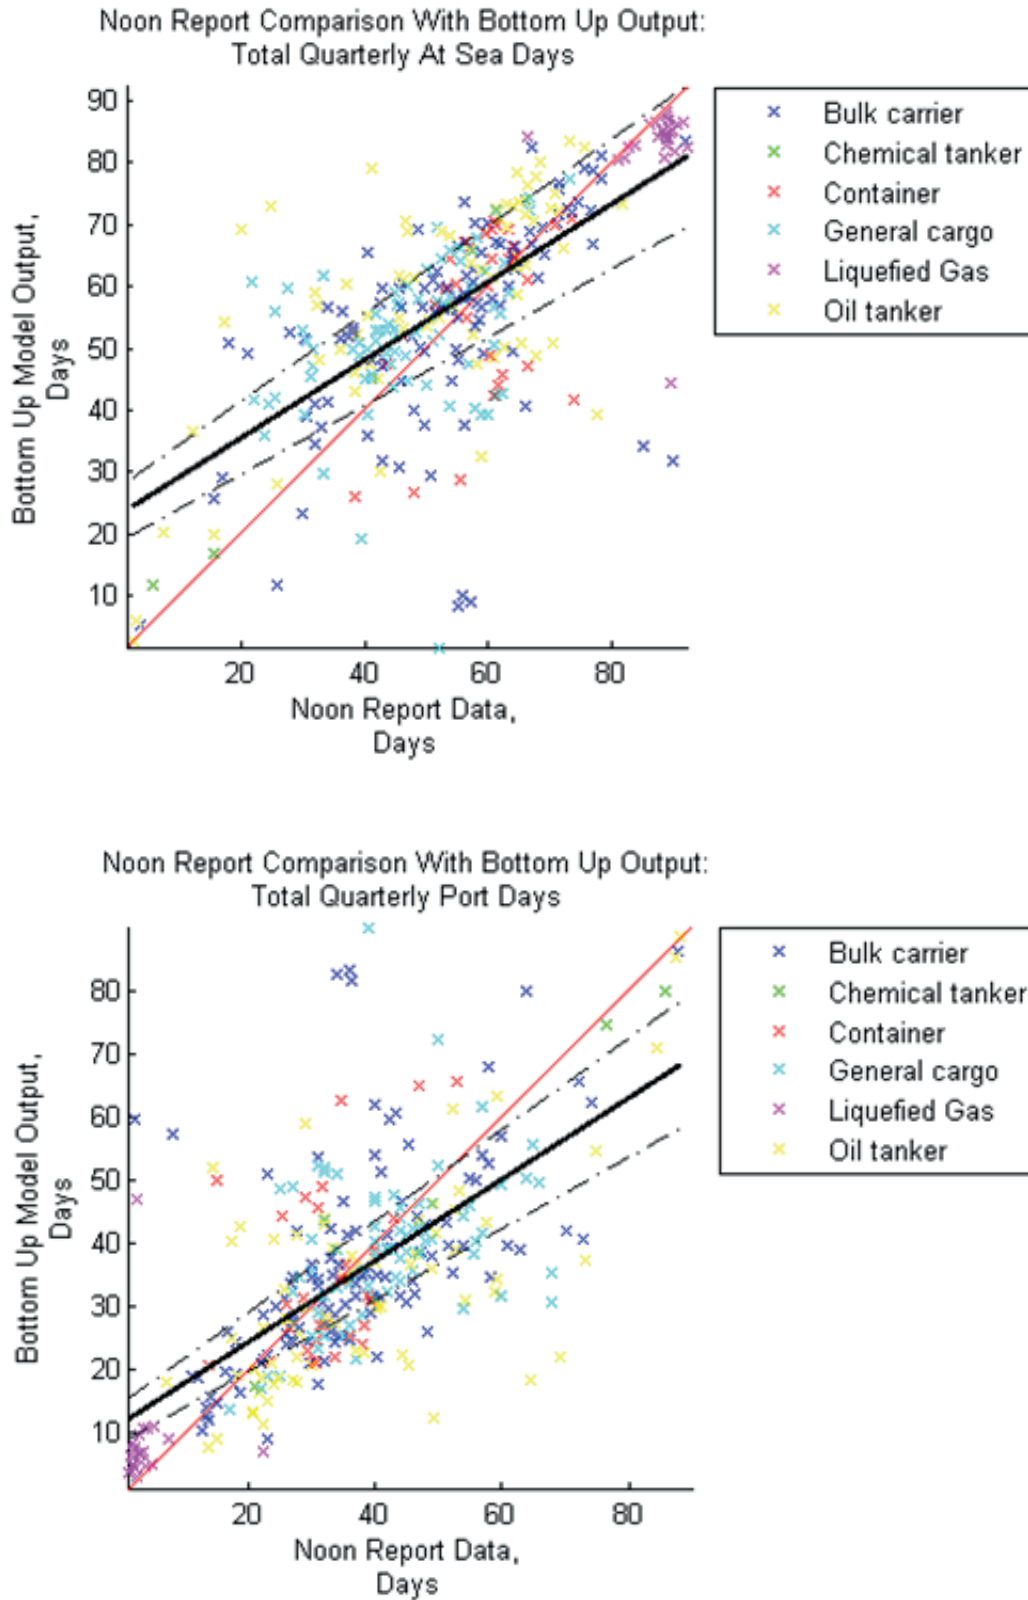 Noon Report Comparison With Bottom Up Output:
Total Quarterly At Sea Days
90
80
70
60
50
40
30
20
10
Bottom Up Model Output,
Days
20 40 60 80
Noon Report Data,
Days
Bulk carrier
Chemical tanker
Container
General cargo
Liquefied Gas
Oil tanker
Noon Report Comparison With Bottom Up Output:
Total Quarterly Port Days
80
70
60
50
40
30
20
10
Bottom Up Model Output,
Days
20 40 60 80
Noon Report Data,
Days
Bulk carrier
Chemical tanker
Container
General cargo
Liquefied Gas
Oil tanker